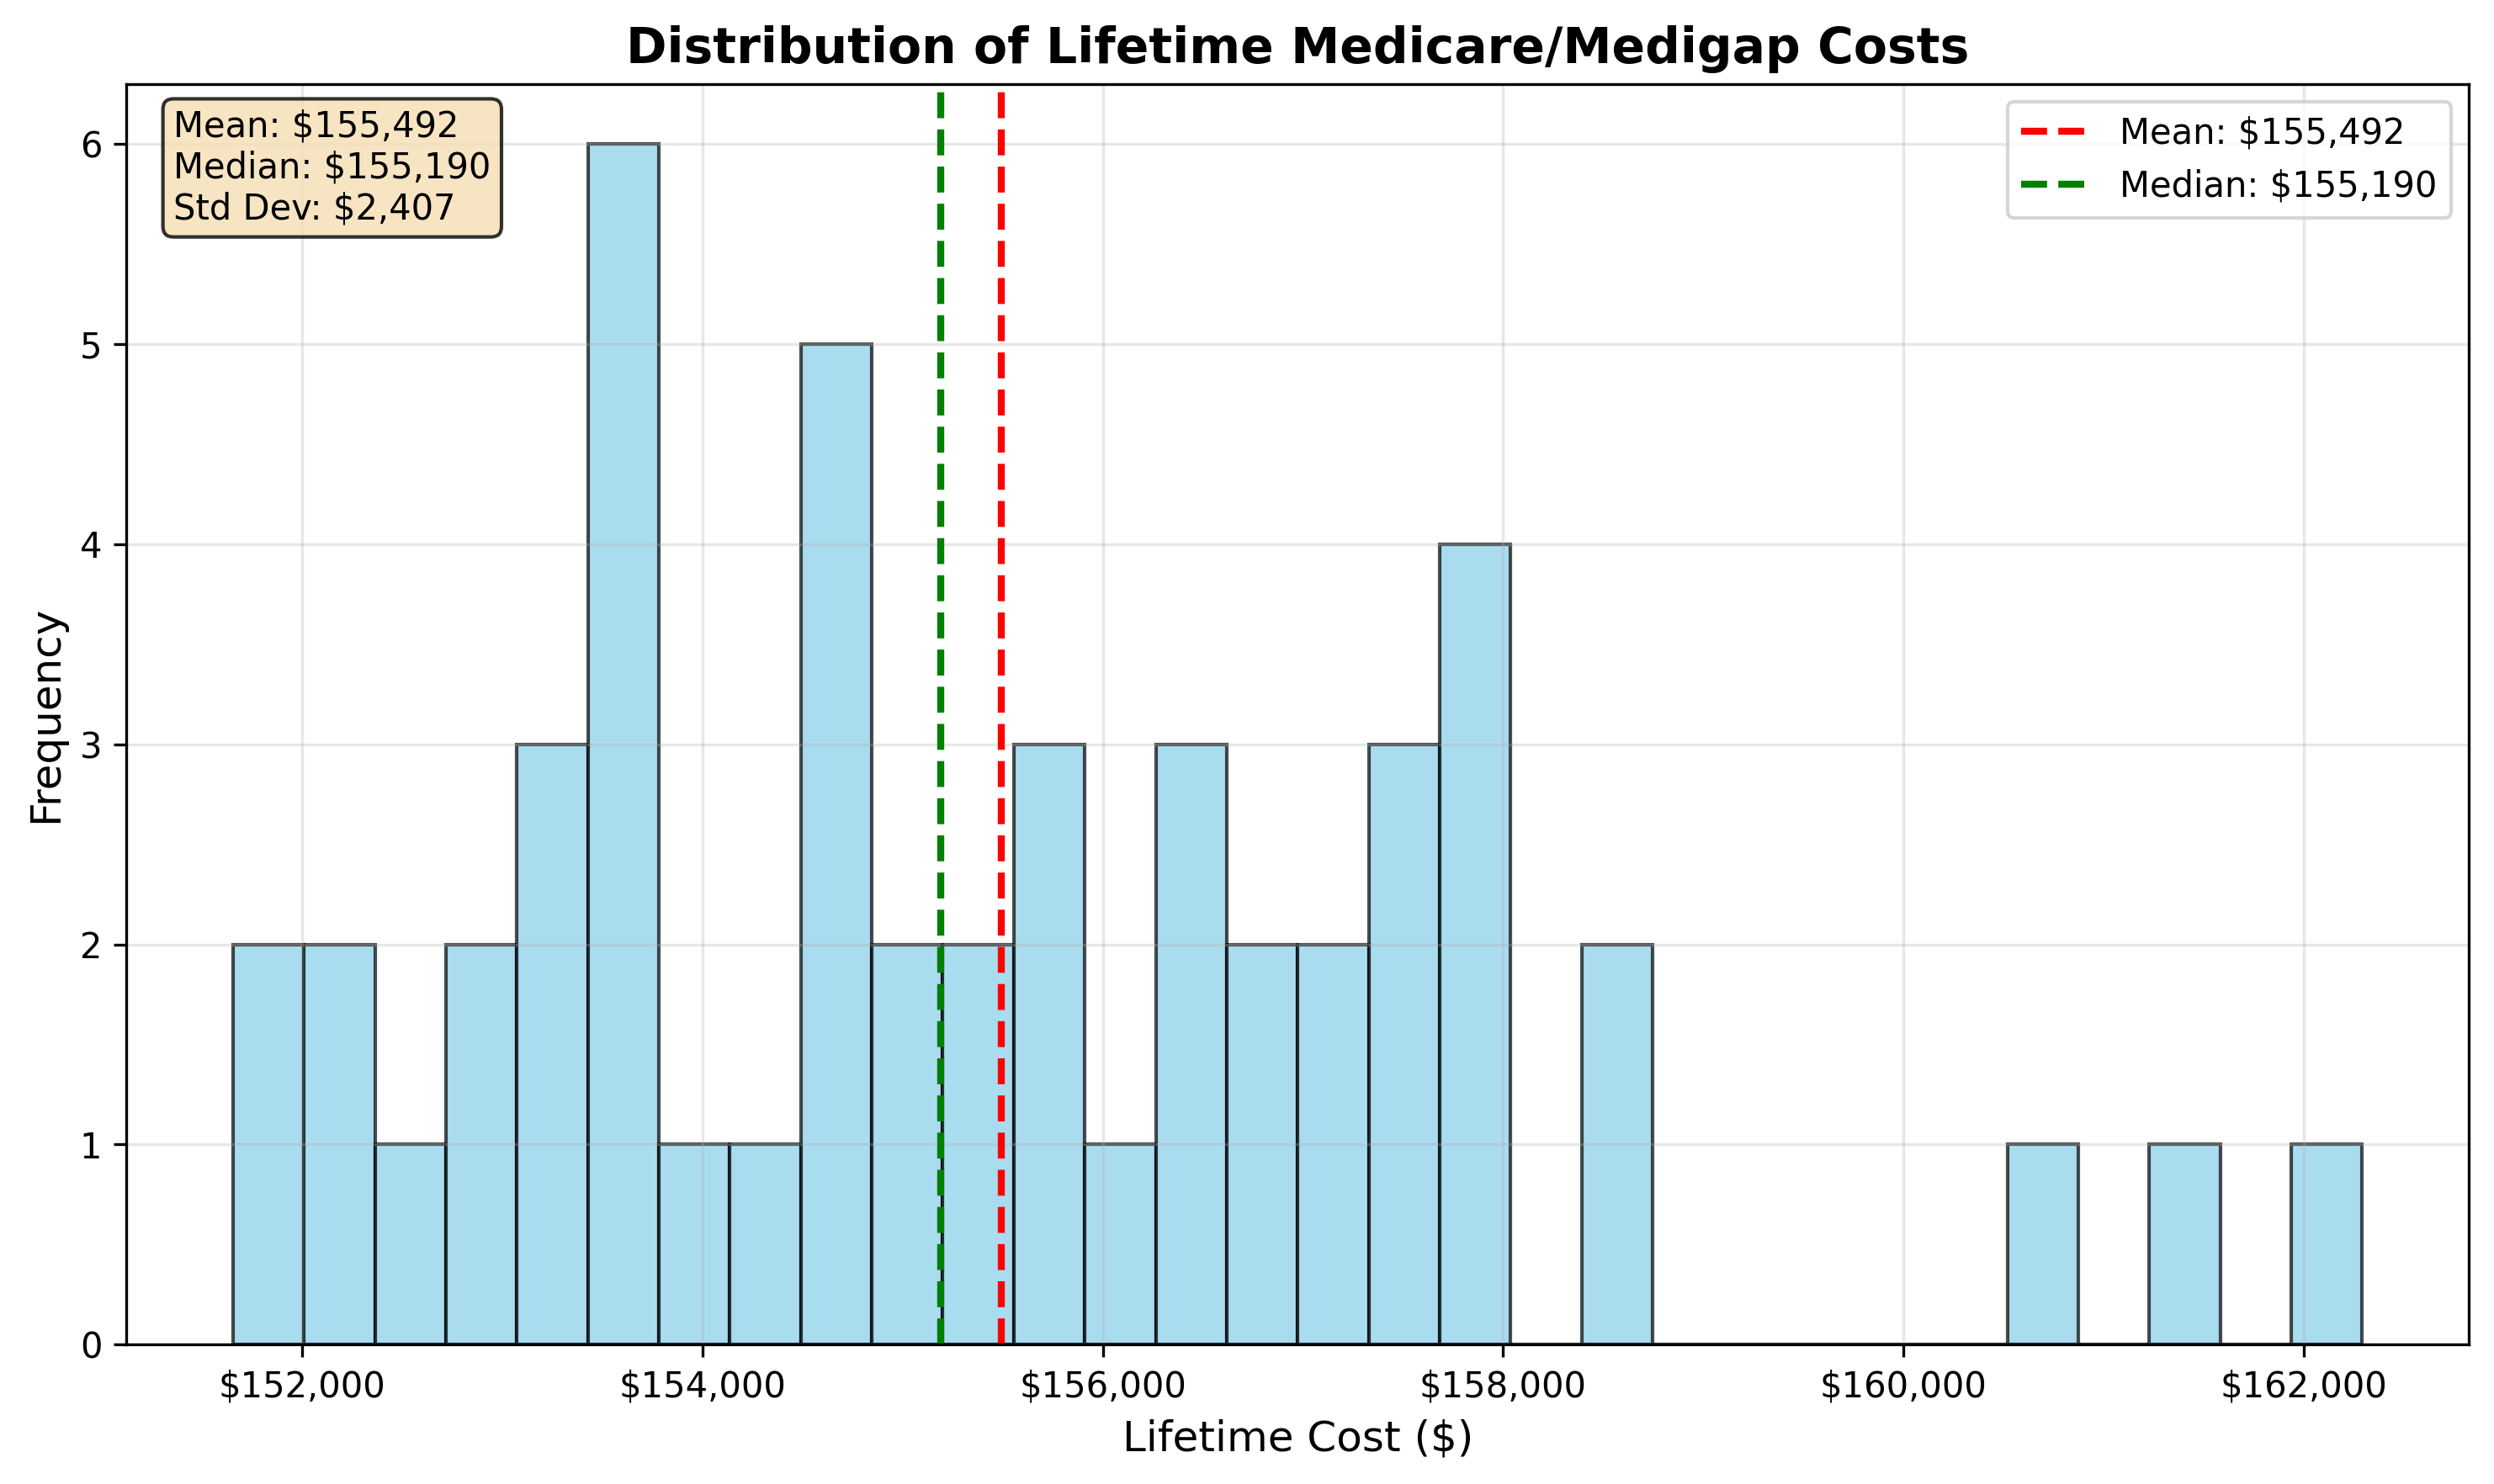 Distribution of Lifetime Medicare/Medigap Costs
Mean: $155,492
Median: $155,190
Std Dev: $2,407
Mean: $155,492
Median: $155,190
6
5
4
3
2
1
0
Frequency
$152,000
$154,000
$156,000
$158,000
$160,000
$162,000
Lifetime Cost ($)